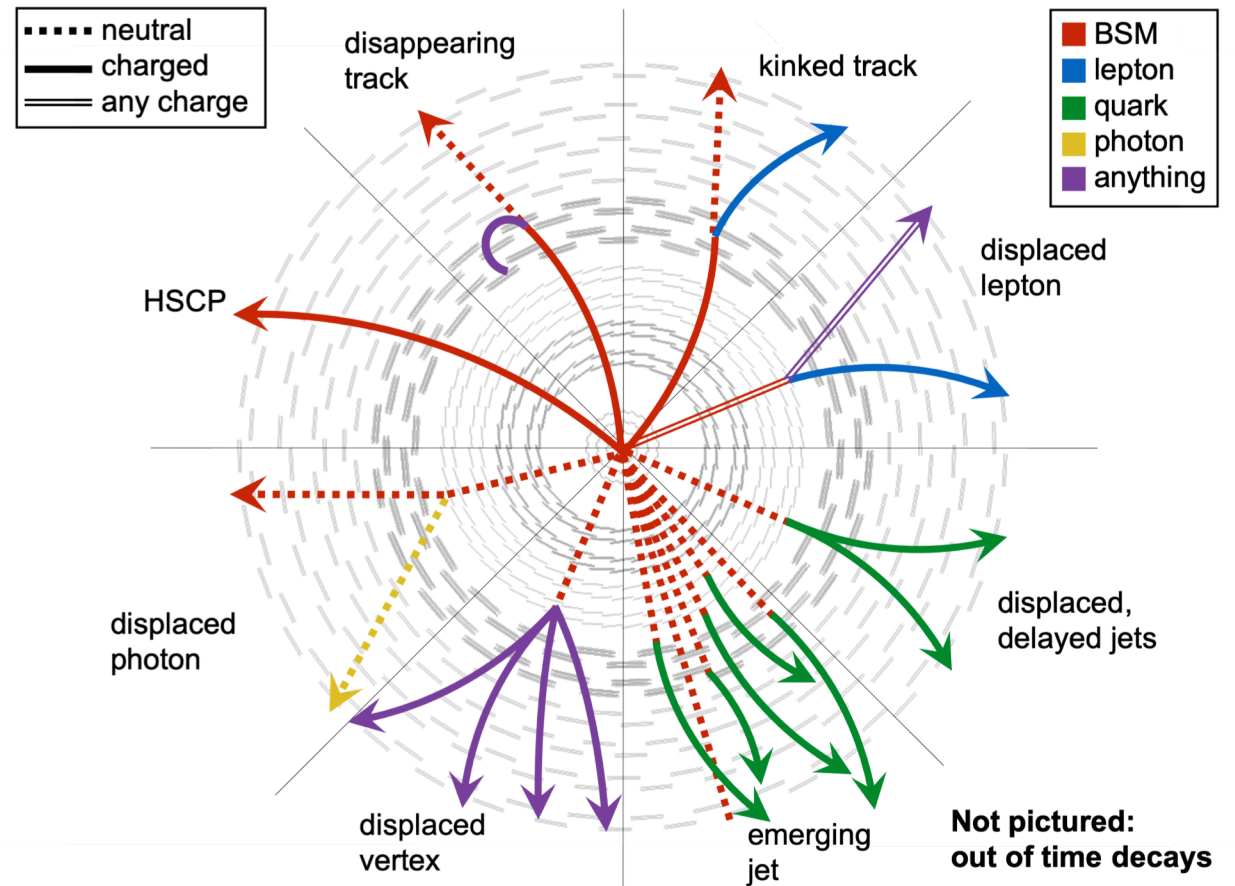 neutral
charged
any charge
disappearing
track
kinked track
BSM
lepton
quark
photon
anything
displaced
lepton
HSCP
displaced
photon
displaced,
delayed jets
displaced
vertex
emerging
jet
Not pictured:
out of time decays